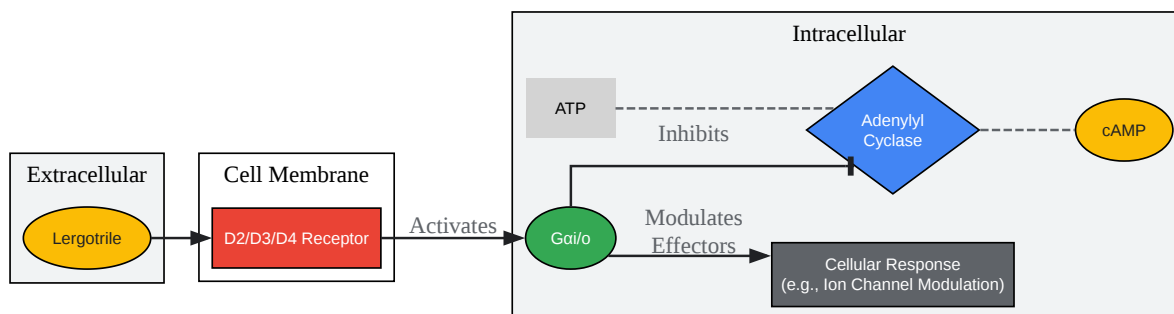 Extracellular
Lergotrile
Cell Membrane
D2/D3/D4 Receptor
Activates
Intracellular
ATP
Inhibits
Adenylyl
Cyclase
cAMP
Gαi/o
Modulates
Effectors
Cellular Response
(e.g., Ion Channel Modulation)